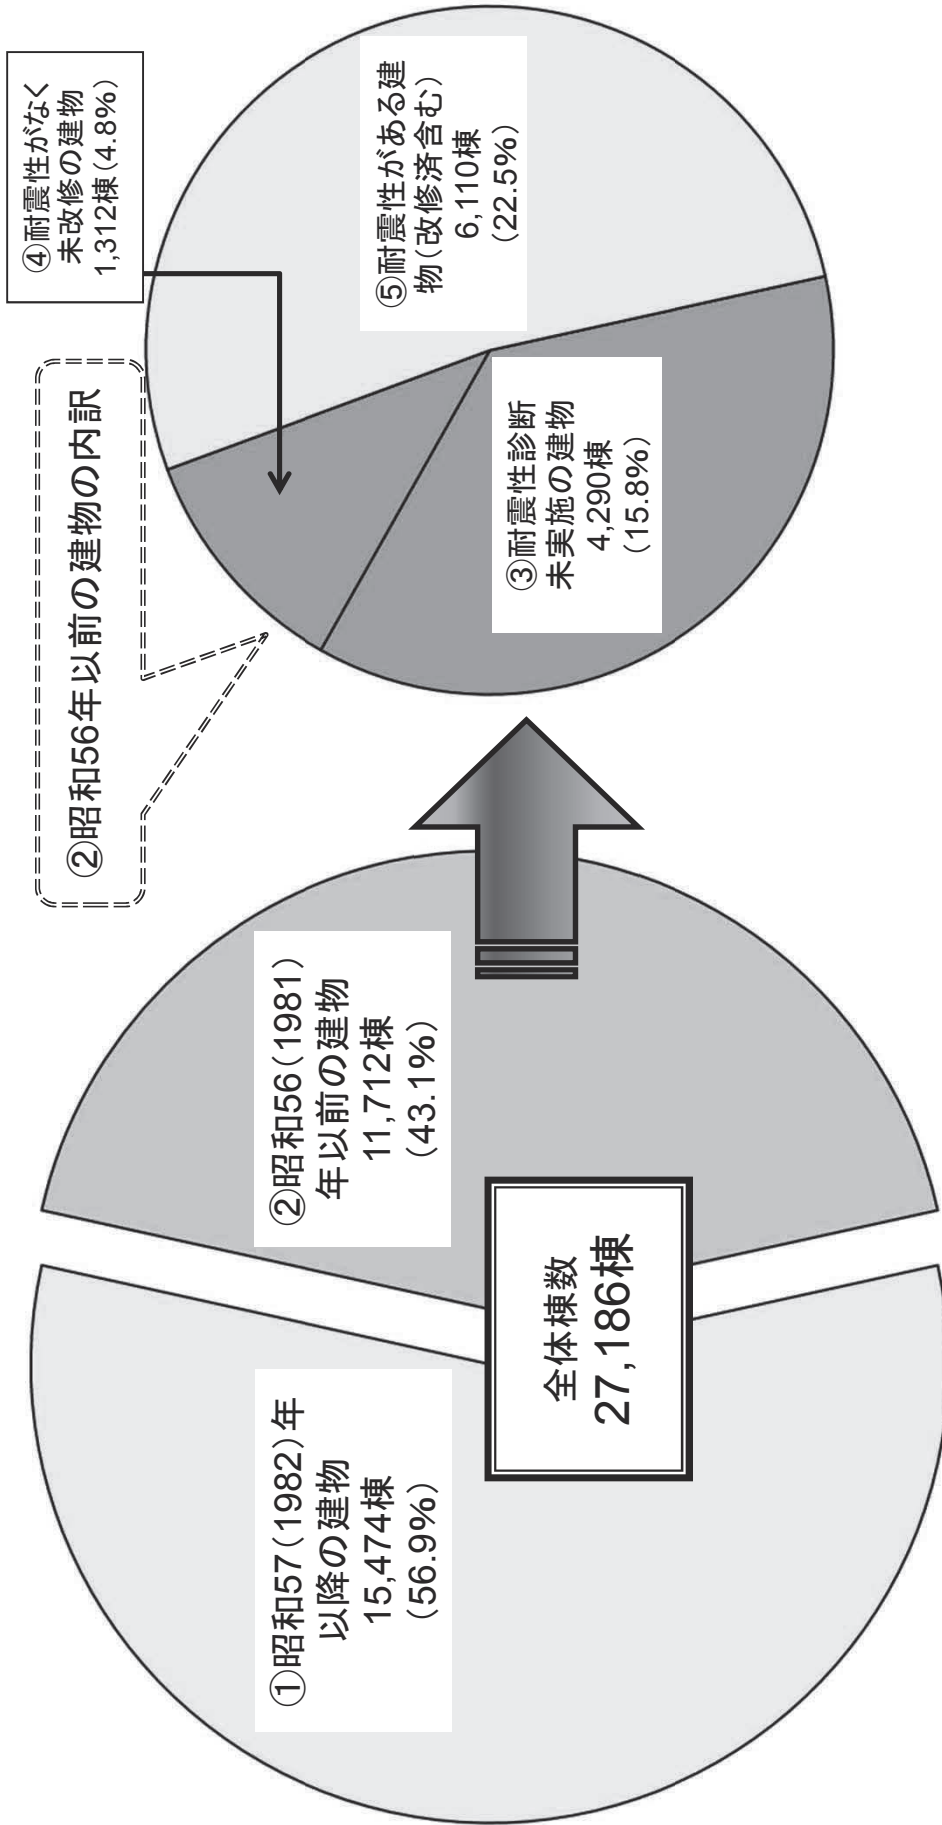 ①昭和57(1982)年
以降の建物
15,474棟
(56.9%)
②昭和56(1981)
年以前の建物
11,712棟
(43.1%)
全体棟数
27,186棟
②昭和56年以前の建物の内訳
④耐震性がなく
未改修の建物
1,312棟(4.8%)
⑤耐震性がある建
物(改修済含む)
6,110棟
(22.5%)
③耐震性診断
未実施の建物
4,290棟
(15.8%)